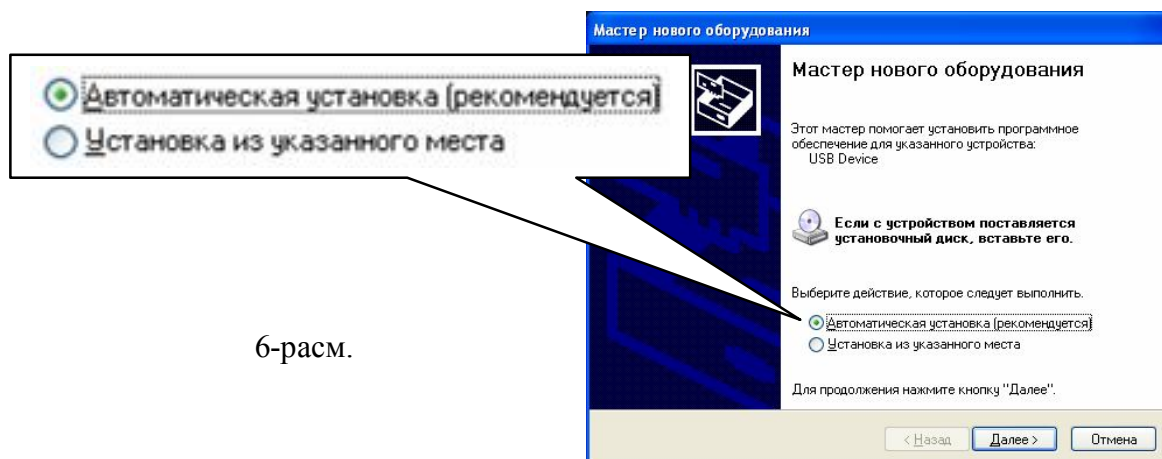 Мастер нового оборудования
Автоматическая установка (рекомендуется)
Установка из указанного места
Мастер нового оборудования
Этот мастер помогает установить программное
обеспечение для указанного устройства:
USB Device
Если с устройством поставляется
установочный диск, вставьте его.
Выберите действие, которое следует выполнить.
Автоматическая установка (рекомендуется)
Установка из указанного места
6-расм.
Для продолжения нажмите кнопку "Далее".
< Назад
Далее >
Отмена